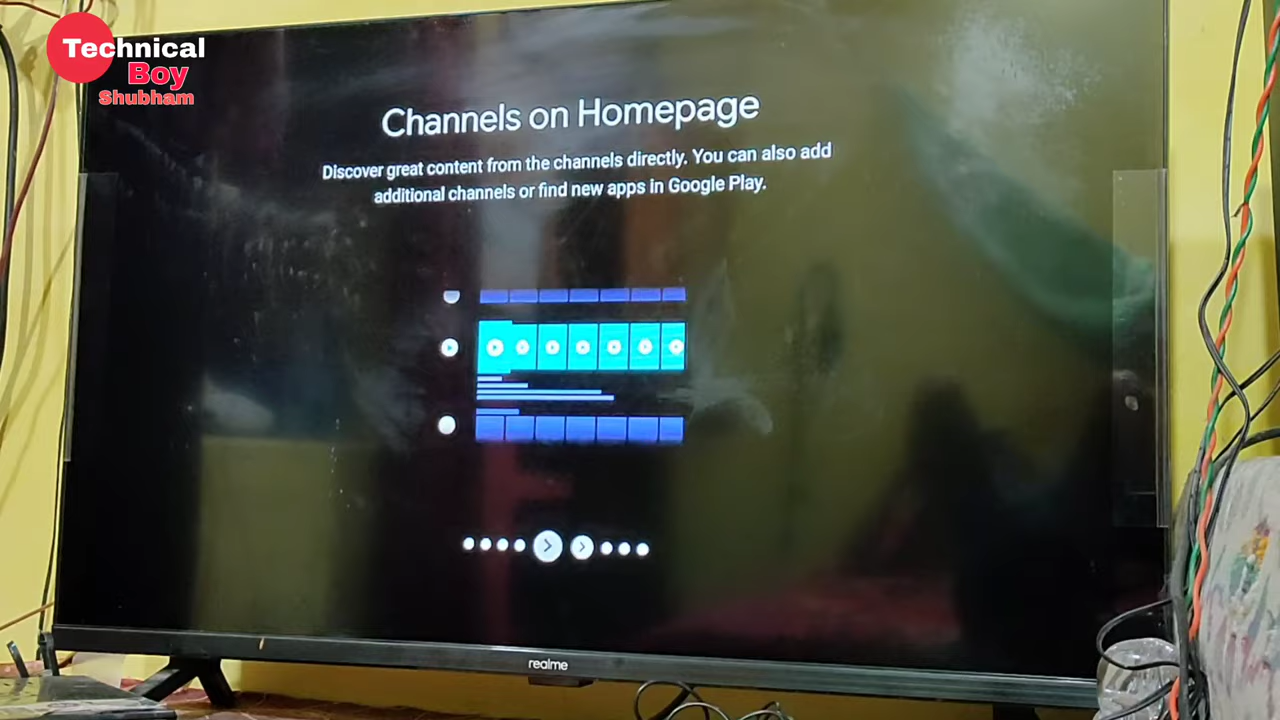 Technical
Boy
Shubham
Channels on Homepage
Discover great content from the channels directly. You can also add
additional channels or find new apps in Google Play.
realme